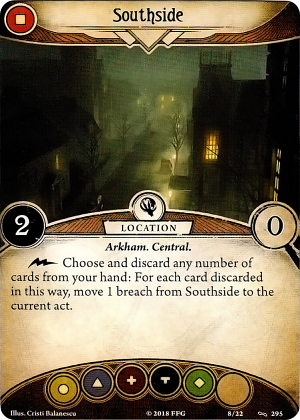 Southside
2
LOCATION
0
Arkham. Central.
Choose and discard any number of
cards from your hand: For each card discarded
in this way, move 1 breach from Southside to the
current act.
Illus. Cristi Balanescu
© 2018 FFG
8/22
295